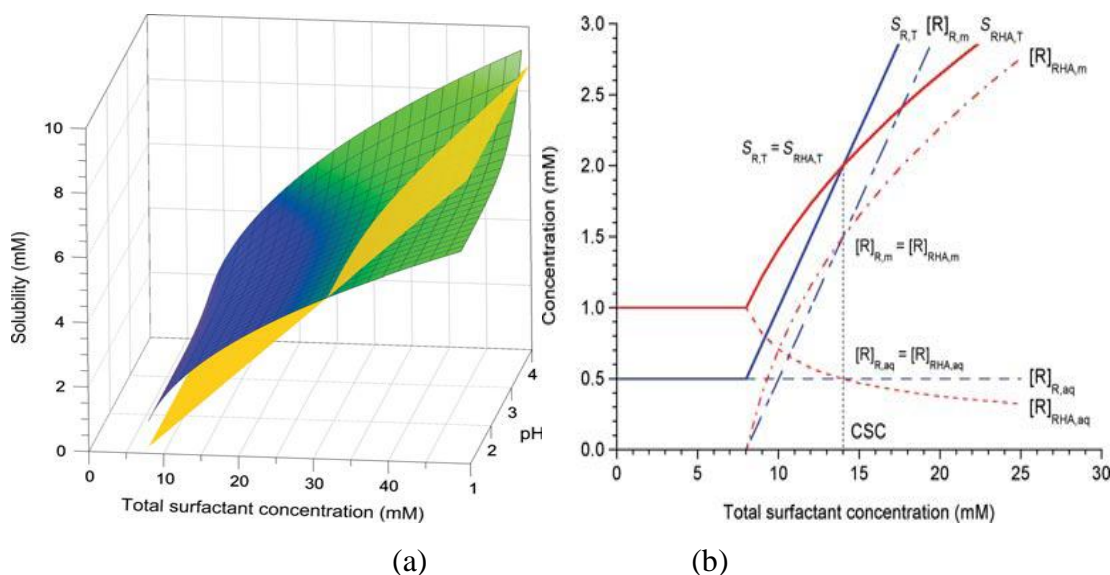 10
8
6
4
2
0
Solubility (mM)
0
10
20
30
40
1
2
3
4
pH
Total surfactant concentration (mM)
(a)
3.0
2.5
2.0
1.5
1.0
0.5
0.0
Concentration (mM)
S_R,T [R]_R,m S_RHA,T
[R]_RHA,m
S_R,T = S_RHA,T
[R]_R,m = [R]_RHA,m
[R]_R,aq = [R]_RHA,aq
[R]_R,aq
[R]_RHA,aq
CSC
0 5 10 15 20 25 30
Total surfactant concentration (mM)
(b)